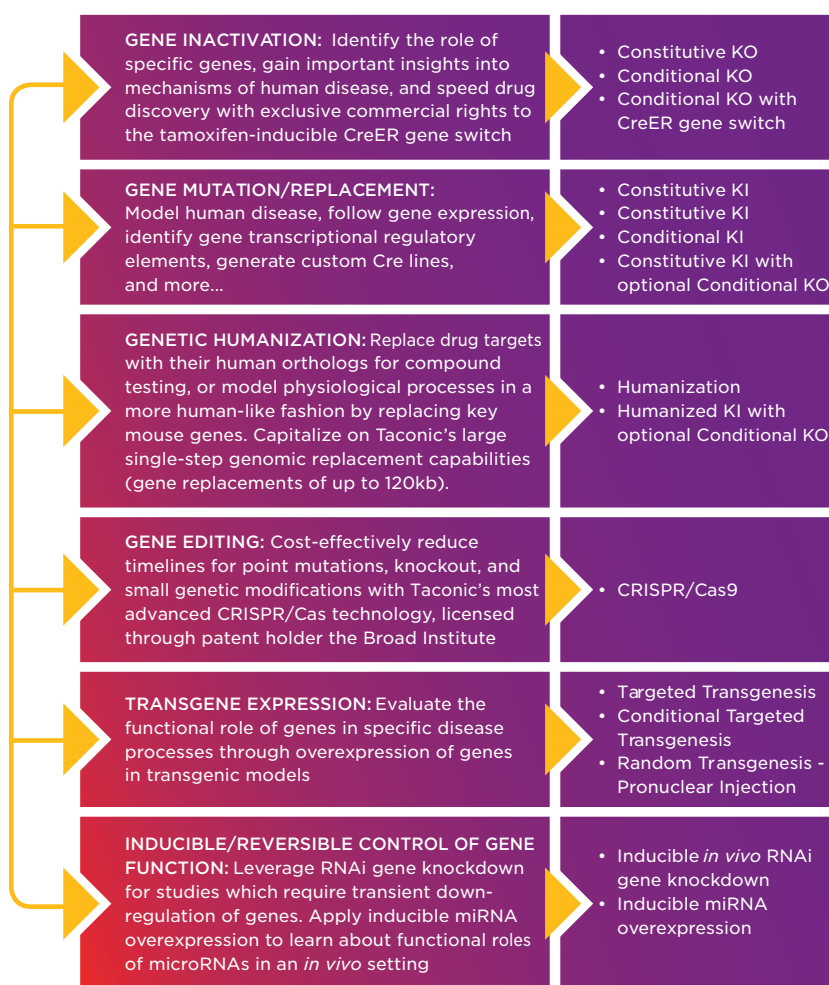 GENE INACTIVATION: Identify the role of
specific genes, gain important insights into
mechanisms of human disease, and speed drug
discovery with exclusive commercial rights to
the tamoxifen-inducible CreER gene switch
• Constitutive KO
• Conditional KO
• Conditional KO with
CreER gene switch
GENE MUTATION/REPLACEMENT:
Model human disease, follow gene expression,
identify gene transcriptional regulatory
elements, generate custom Cre lines,
and more...
• Constitutive KI
• Constitutive KI
• Conditional KI
• Constitutive KI with
optional Conditional KO
GENETIC HUMANIZATION: Replace drug targets
with their human orthologs for compound
testing, or model physiological processes in a
more human-like fashion by replacing key
mouse genes. Capitalize on Taconic's large
single-step genomic replacement capabilities
(gene replacements of up to 120kb).
• Humanization
• Humanized KI with
optional Conditional KO
GENE EDITING: Cost-effectively reduce
timelines for point mutations, knockout, and
small genetic modifications with Taconic's most
advanced CRISPR/Cas technology, licensed
through patent holder the Broad Institute
• CRISPR/Cas9
TRANSGENE EXPRESSION: Evaluate the
functional role of genes in specific disease
processes through overexpression of genes
in transgenic models
• Targeted Transgenesis
• Conditional Targeted
Transgenesis
• Random Transgenesis -
Pronuclear Injection
INDUCIBLE/REVERSIBLE CONTROL OF GENE
FUNCTION: Leverage RNAi gene knockdown
for studies which require transient down-
regulation of genes. Apply inducible miRNA
overexpression to learn about functional roles
of microRNAs in an in vivo setting
• Inducible in vivo RNAi
gene knockdown
• Inducible miRNA
overexpression